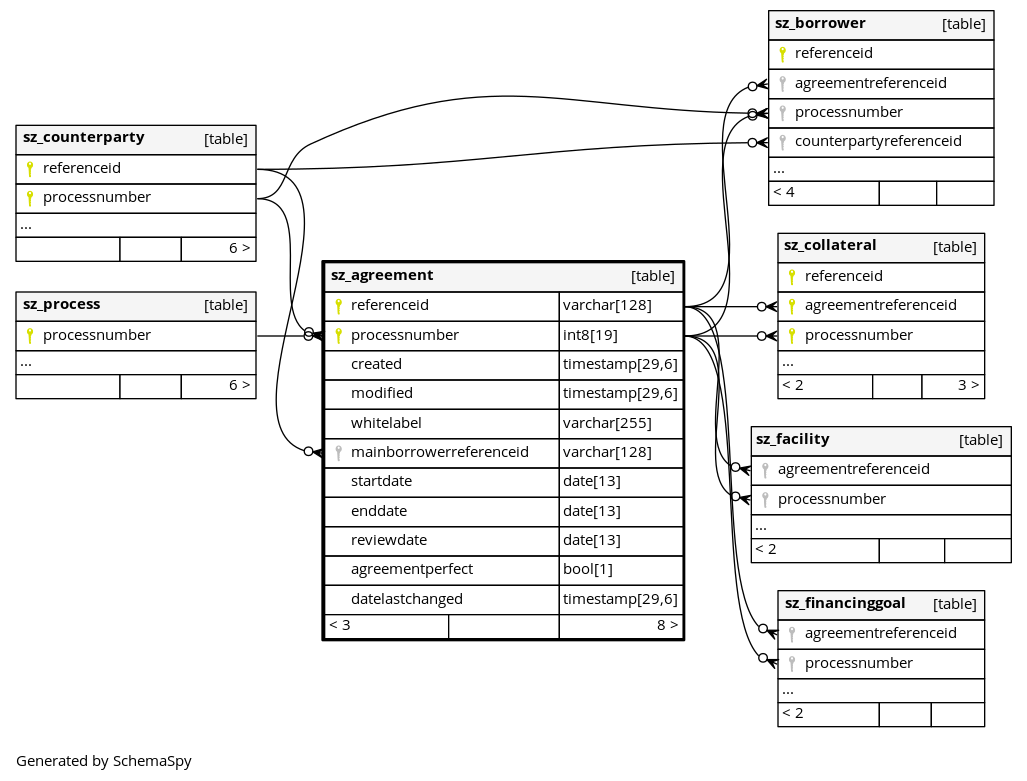 sz_borrower [table]
referenceid
agreementreferenceid
processnumber
counterpartyreferenceid
...
< 4
sz_counterparty [table]
referenceid
processnumber
...
6 >
sz_process [table]
processnumber
...
6 >
sz_agreement [table]
referenceid varchar[128]
processnumber int8[19]
created timestamp[29,6]
modified timestamp[29,6]
whitelabel varchar[255]
mainborrowerreferenceid varchar[128]
startdate date[13]
enddate date[13]
reviewdate date[13]
agreementperfect bool[1]
datelastchanged timestamp[29,6]
< 3 8 >
sz_collateral [table]
referenceid
agreementreferenceid
processnumber
...
< 2 3 >
sz_facility [table]
agreementreferenceid
processnumber
...
< 2
sz_financinggoal [table]
agreementreferenceid
processnumber
...
< 2
Generated by SchemaSpy